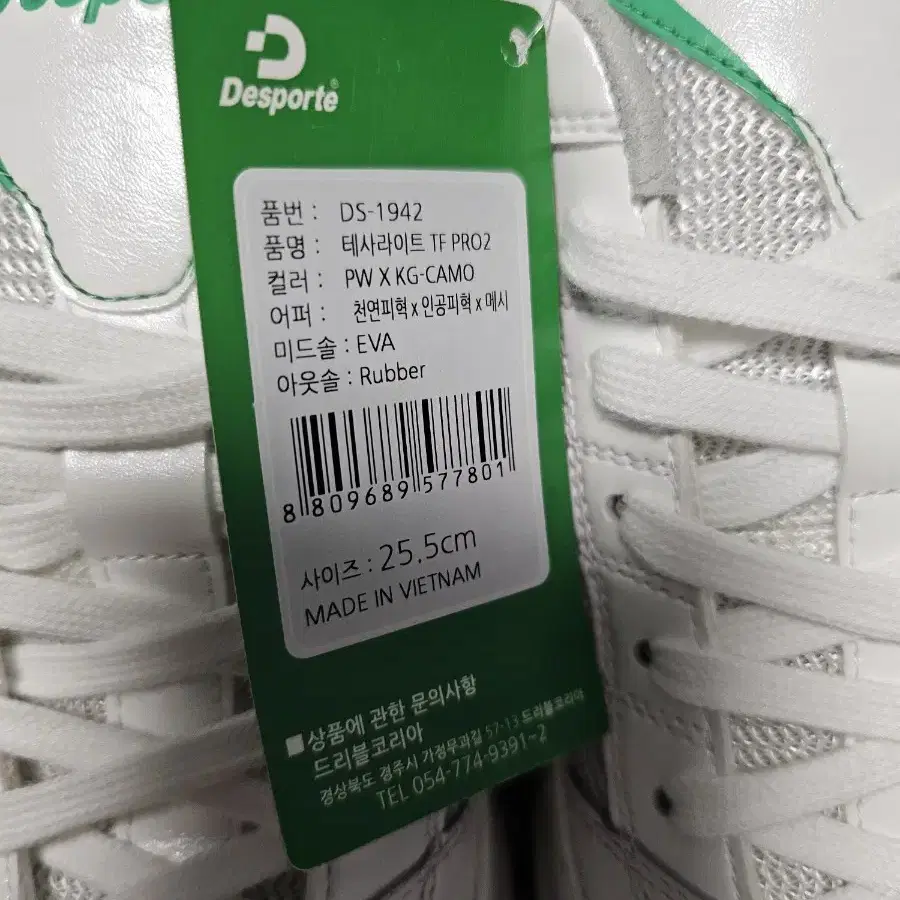 Desporte
품번 : DS-1942
품명 : 테사라이트 TF PRO2
컬러 : PW X KG-CAMO
어퍼 : 천연피혁 x 인공피혁 x 메시
미드솔 : EVA
아웃솔 : Rubber
8 809689 577801
사이즈 : 25.5cm
MADE IN VIETNAM
■상품에 관한 문의사항
드리블코리아
경상북도 경주시 가정무과길 57-13 드리블코리아
TEL 054-774-9391~2